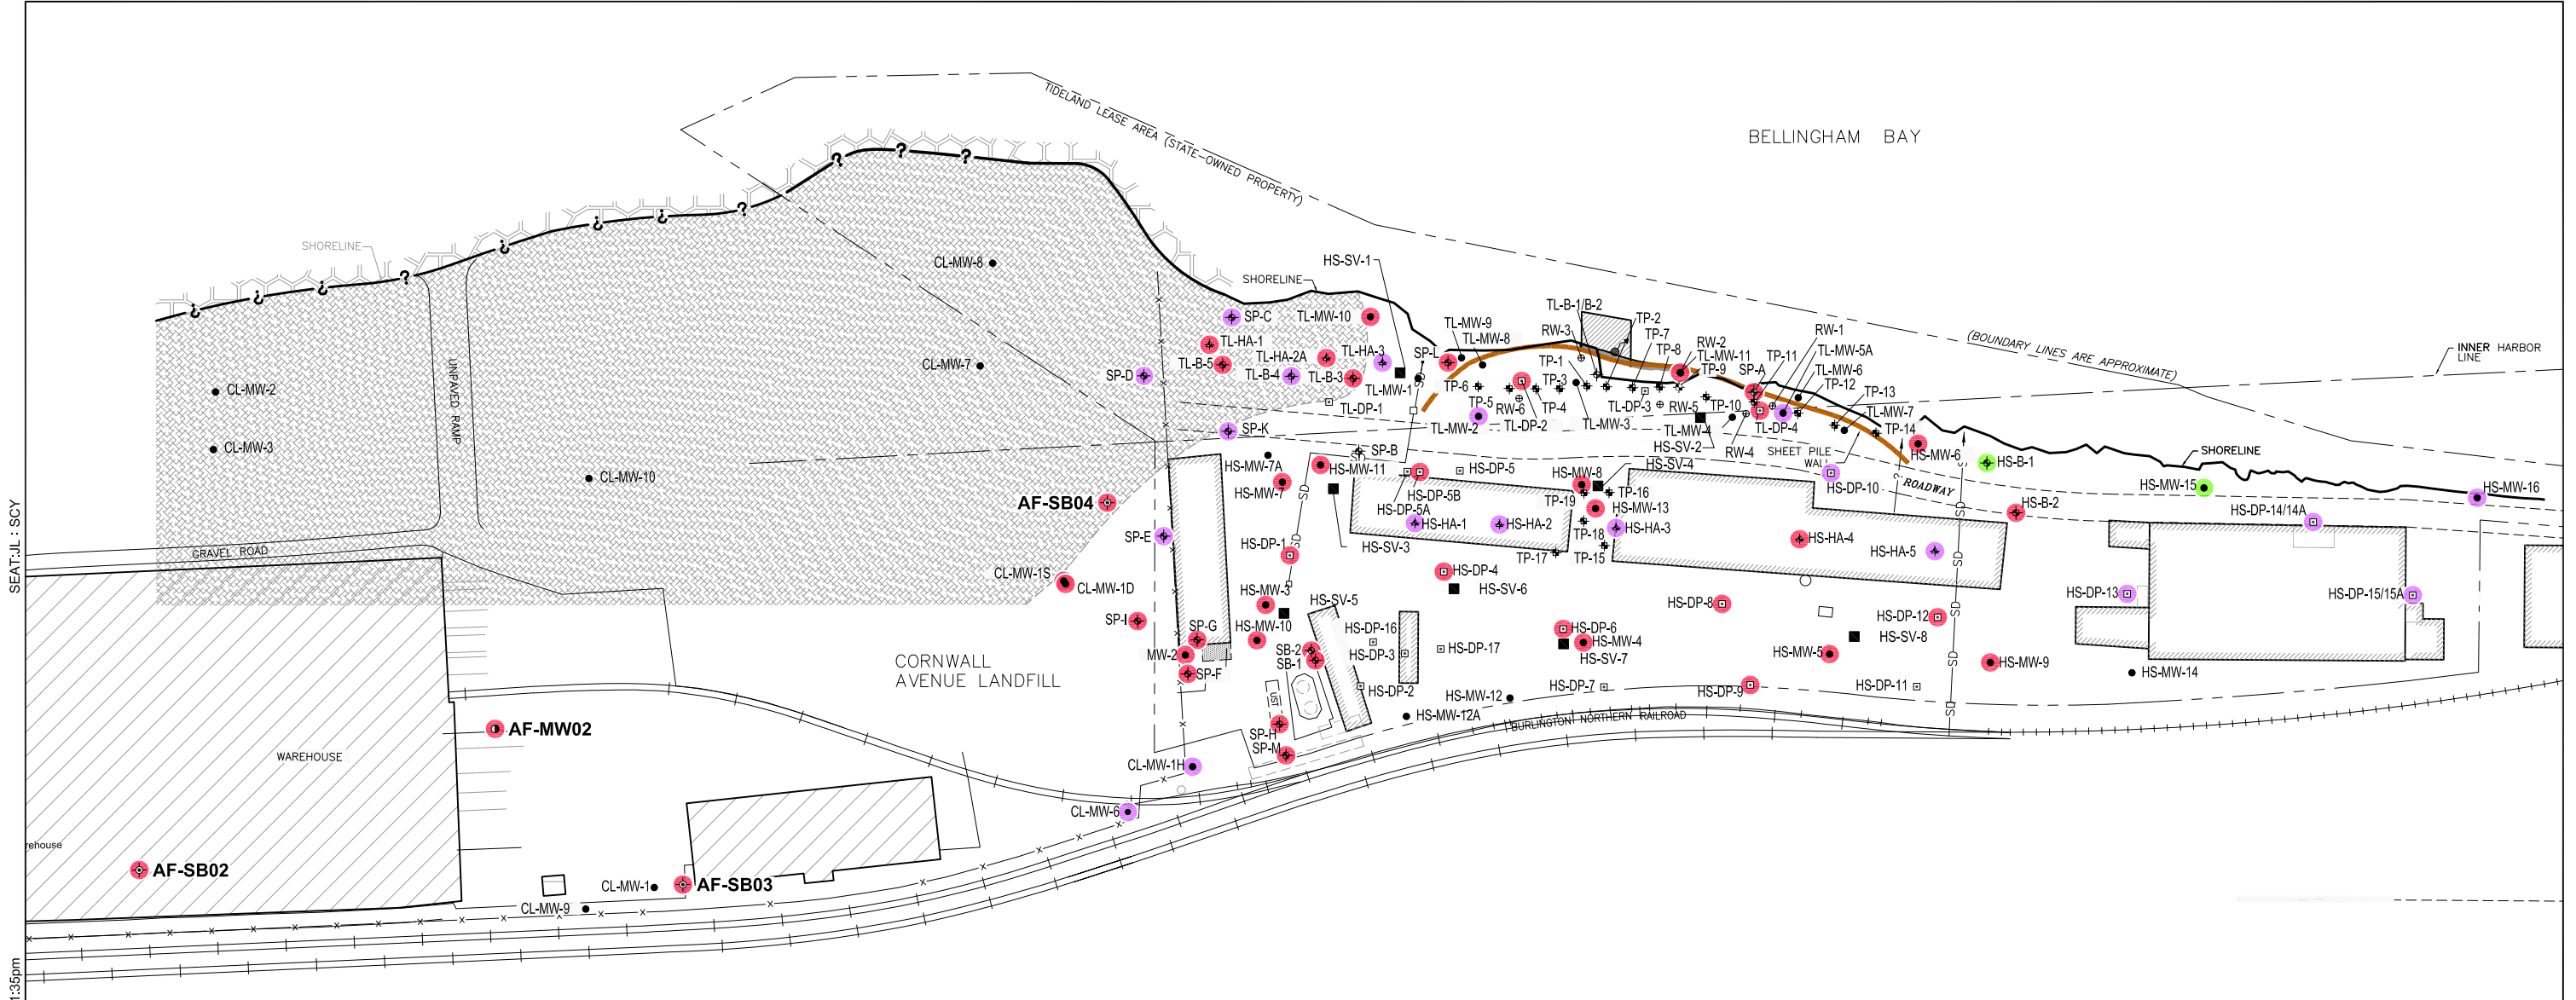 TIDELAND LEASE AREA (STATE-OWNED PROPERTY)
BELLINGHAM BAY
SHORELINE
CL-MW-8
SHORELINE
HS-SV-1
SP-C
TL-MW-10
TL-MW-9
TL-MW-8
TL-B-1/B-2
RW-3
TP-2
TP-7
TP-8
TP-1
RW-2
TL-MW-11
TP-9
SP-A
TP-11
RW-1
TL-MW-5A
TL-MW-6
TP-12
TP-13
TL-MW-7
TP-14
(BOUNDARY LINES ARE APPROXIMATE)
INNER HARBOR
LINE
TL-HA-1
TL-HA-2A
TL-HA-3
SP-L
TL-B-5
TL-B-4
TL-B-3
TL-MW-1
SP-D
CL-MW-7
CL-MW-2
UNPAVED RAMP
TL-DP-1
TP-6
TP-5
TP-3
TP-4
RW-6
TL-MW-2
TL-DP-2
TL-MW-3
TL-DP-3
RW-5
TP-10
TL-MW-4
TL-DP-4
HS-SV-2
RW-4
SHEET PILE
WALL
HS-MW-6
HS-B-1
SHORELINE
CL-MW-3
SP-K
SP-B
SD
HS-MW-7A
HS-MW-11
HS-DP-5
HS-MW-8
HS-SV-4
HS-DP-10
ROADWAY
HS-MW-15
HS-MW-16
CL-MW-10
HS-MW-7
SD
HS-DP-5B
HS-DP-5A
TP-19
TP-16
HS-MW-13
HS-B-2
HS-DP-14/14A
AF-SB04
SD
HS-HA-1
HS-HA-2
TP-18
HS-HA-3
HS-HA-4
HS-HA-5
SP-E
SD
HS-DP-1
HS-SV-3
TP-17
TP-15
GRAVEL ROAD
SD
CL-MW-1S
CL-MW-1D
HS-DP-4
HS-MW-3
HS-SV-6
HS-SV-5
HS-DP-8
HS-DP-12
SD
HS-DP-13
HS-DP-15/15A
SP-I
SP-G
HS-MW-10
HS-DP-16
HS-DP-6
HS-MW-4
HS-SV-8
MW-2
SB-2
SB-1
HS-DP-3
HS-DP-17
HS-SV-7
HS-MW-5
SD
HS-MW-9
HS-MW-14
CORNWALL
AVENUE LANDFILL
SP-F
UST
HS-DP-2
HS-MW-12
HS-DP-7
HS-DP-9
HS-DP-11
SD
HS-MW-12A
BURLINGTON NORTHERN RAILROAD
AF-MW02
SP-H
SP-M
WAREHOUSE
CL-MW-1H
CL-MW-6
rehouse
AF-SB02
CL-MW-1
AF-SB03
CL-MW-9
SEAT:JL : SCY
1:35pm